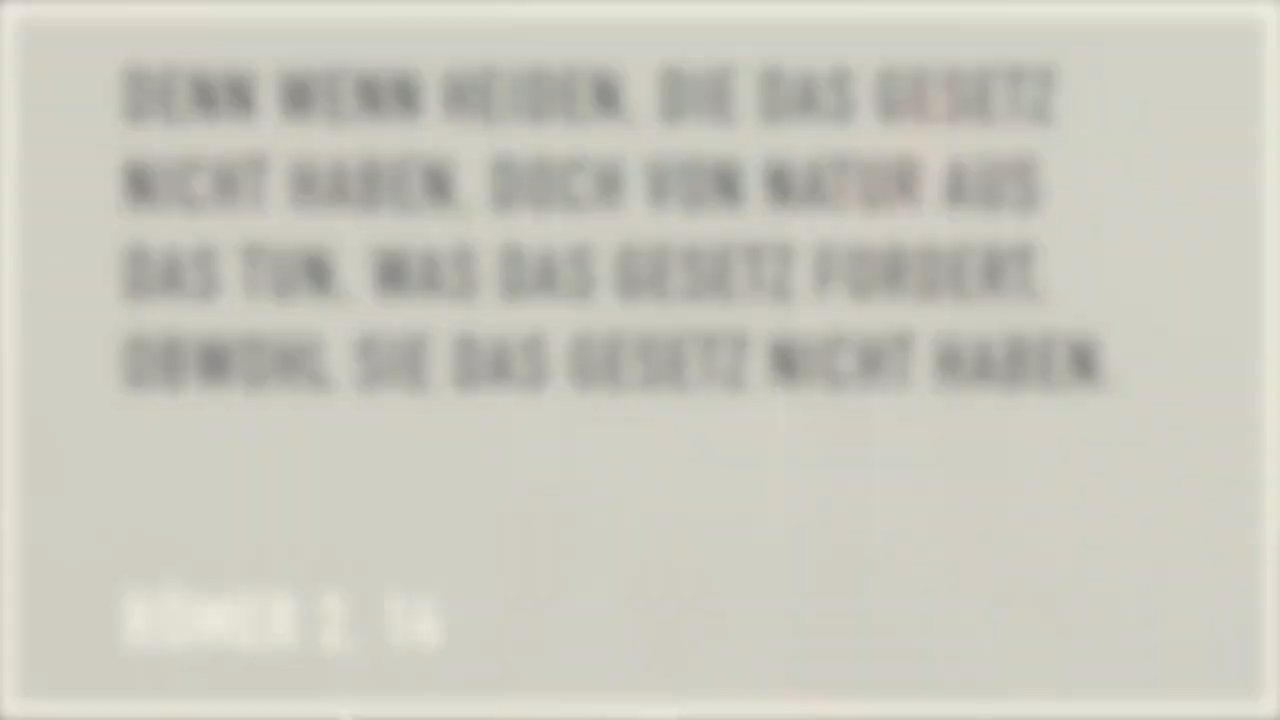 DENN WENN HEIDEN, DIE DAS GESETZ
NICHT HABEN, DOCH VON NATUR AUS
DAS TUN, WAS DAS GESETZ FORDERT,
OBWOHL SIE DAS GESETZ NICHT HABEN.
RÖMER 2, 14